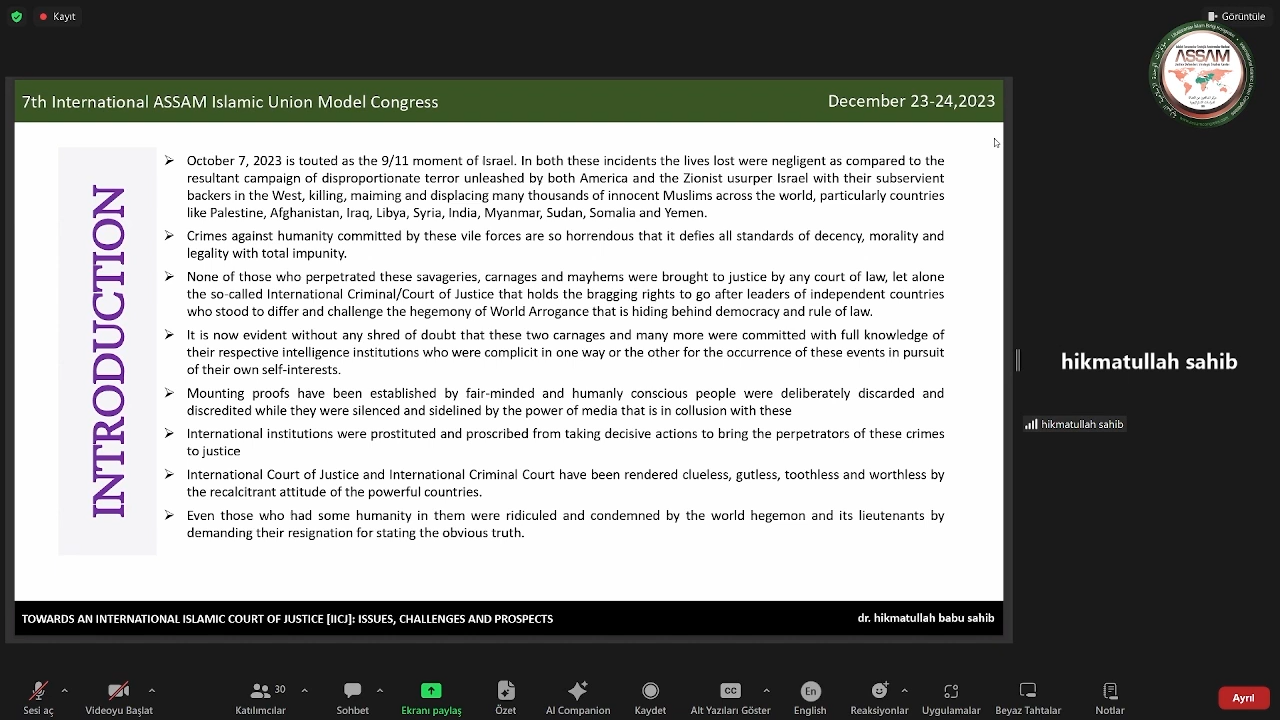 Kayıt
Görüntüle
ASSAM
7th International ASSAM Islamic Union Model Congress
December 23-2
,2023
INTRODUCTION
➢ October 7, 2023 is touted as the 9/11 moment of Israel. In both these incidents the lives lost were negligent as compared to the
resultant campaign of disproportionate terror unleashed by both America and the Zionist usurper Israel with their subservient
backers in the West, killing, maiming and displacing many thousands of innocent Muslims across the world, particularly countries
like Palestine, Afghanistan, Iraq, Libya, Syria, India, Myanmar, Sudan, Somalia and Yemen.
➢ Crimes against humanity committed by these vile forces are so horrendous that it defies all standards of decency, morality and
legality with total impunity.
➢ None of those who perpetrated these savageries, carnages and mayhems were brought to justice by any court of law, let alone
the so-called International Criminal/Court of Justice that holds the bragging rights to go after leaders of independent countries
who stood to differ and challenge the hegemony of World Arrogance that is hiding behind democracy and rule of law.
➢ It is now evident without any shred of doubt that these two carnages and many more were committed with full knowledge of
their respective intelligence institutions who were complicit in one way or the other for the occurrence of these events in pursuit
of their own self-interests.
➢ Mounting proofs have been established by fair-minded and humanly conscious people were deliberately discarded and
discredited while they were silenced and sidelined by the power of media that is in collusion with these
➢ International institutions were prostituted and proscribed from taking decisive actions to bring the perpetrators of these crimes
to justice
➢ International Court of Justice and International Criminal Court have been rendered clueless, gutless, toothless and worthless by
the recalcitrant attitude of the powerful countries.
➢ Even those who had some humanity in them were ridiculed and condemned by the world hegemon and its lieutenants by
demanding their resignation for stating the obvious truth.
hikmatullah sahib
hikmatullah sahib
TOWARDS AN INTERNATIONAL ISLAMIC COURT OF JUSTICE [IICJ]: ISSUES, CHALLENGES AND PROSPECTS
dr. hikmatullah babu sahib
30
CC
En
Sesi aç
Videoyu Başlat
Katılımcılar
Sohbet
Ekranı paylaş
Özet
AI Companion
Kaydet
Alt Yazıları Göster
English
Reaksiyonlar
Uygulamalar
Beyaz Tahtalar
Notlar
Ayrıl